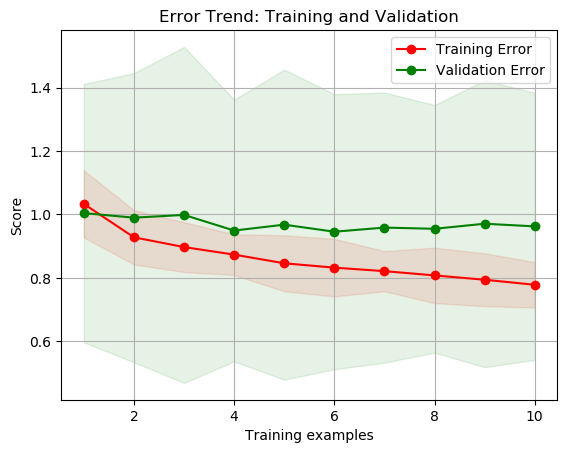 Error Trend: Training and Validation
Training Error
Validation Error
1.4
1.2
1.0
0.8
0.6
Score
2 4 6 8 10
Training examples